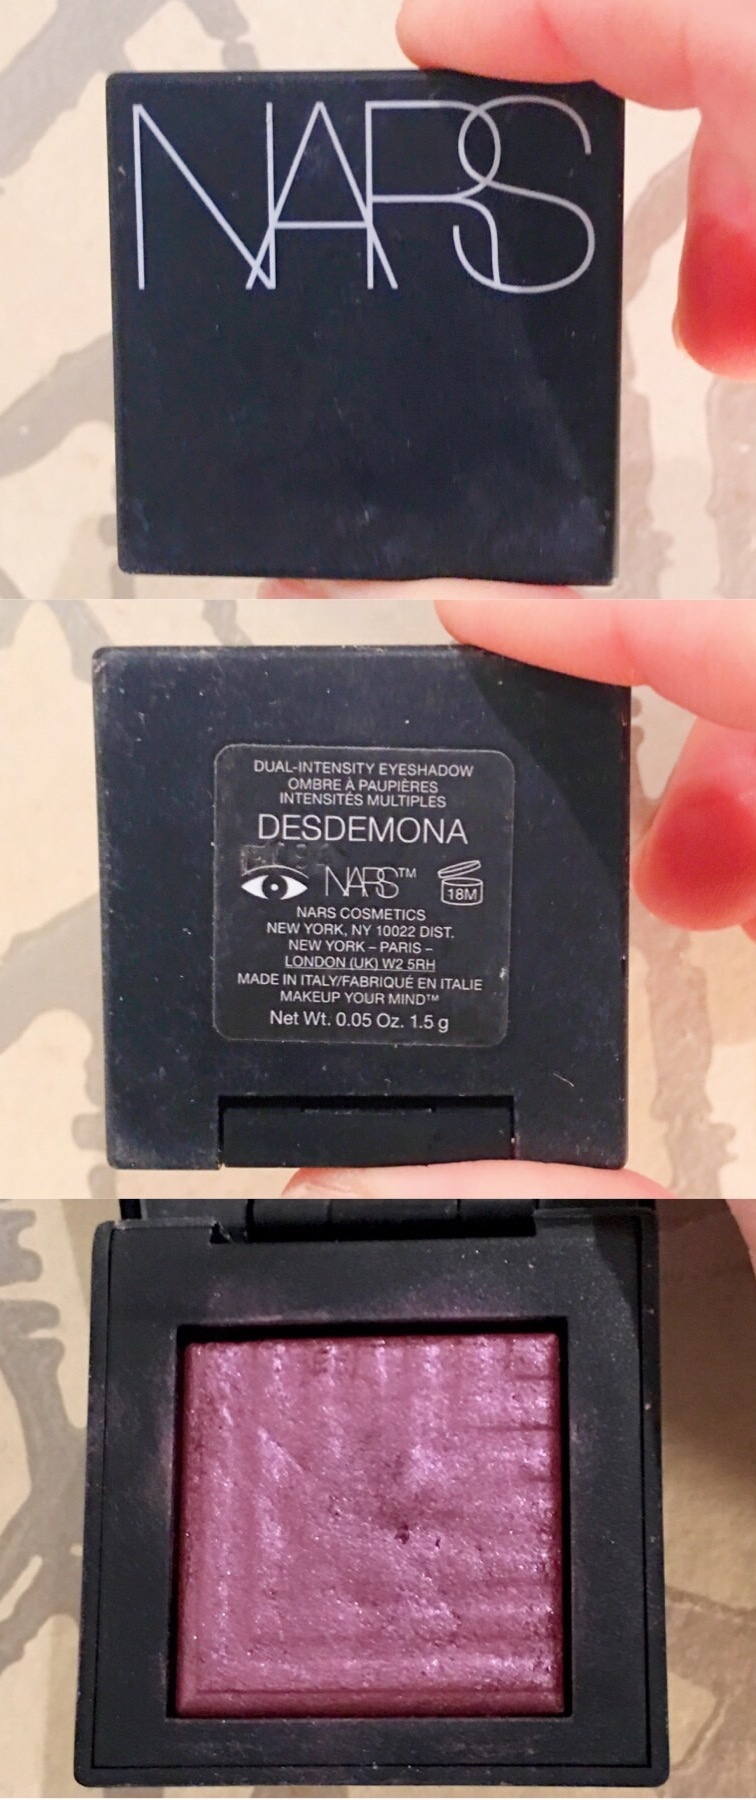 NARS
DUAL-INTENSITY EYESHADOW
OMBRE À PAUPIÈRES
INTENSITÉS MULTIPLES
DESDEMONA
NARS™ 18M
NARS COSMETICS
NEW YORK, NY 10022 DIST.
NEW YORK – PARIS –
LONDON (UK) W2 5RH
MADE IN ITALY/FABRIQUÉ EN ITALIE
MAKEUP YOUR MIND™
Net Wt. 0.05 Oz. 1.5 g